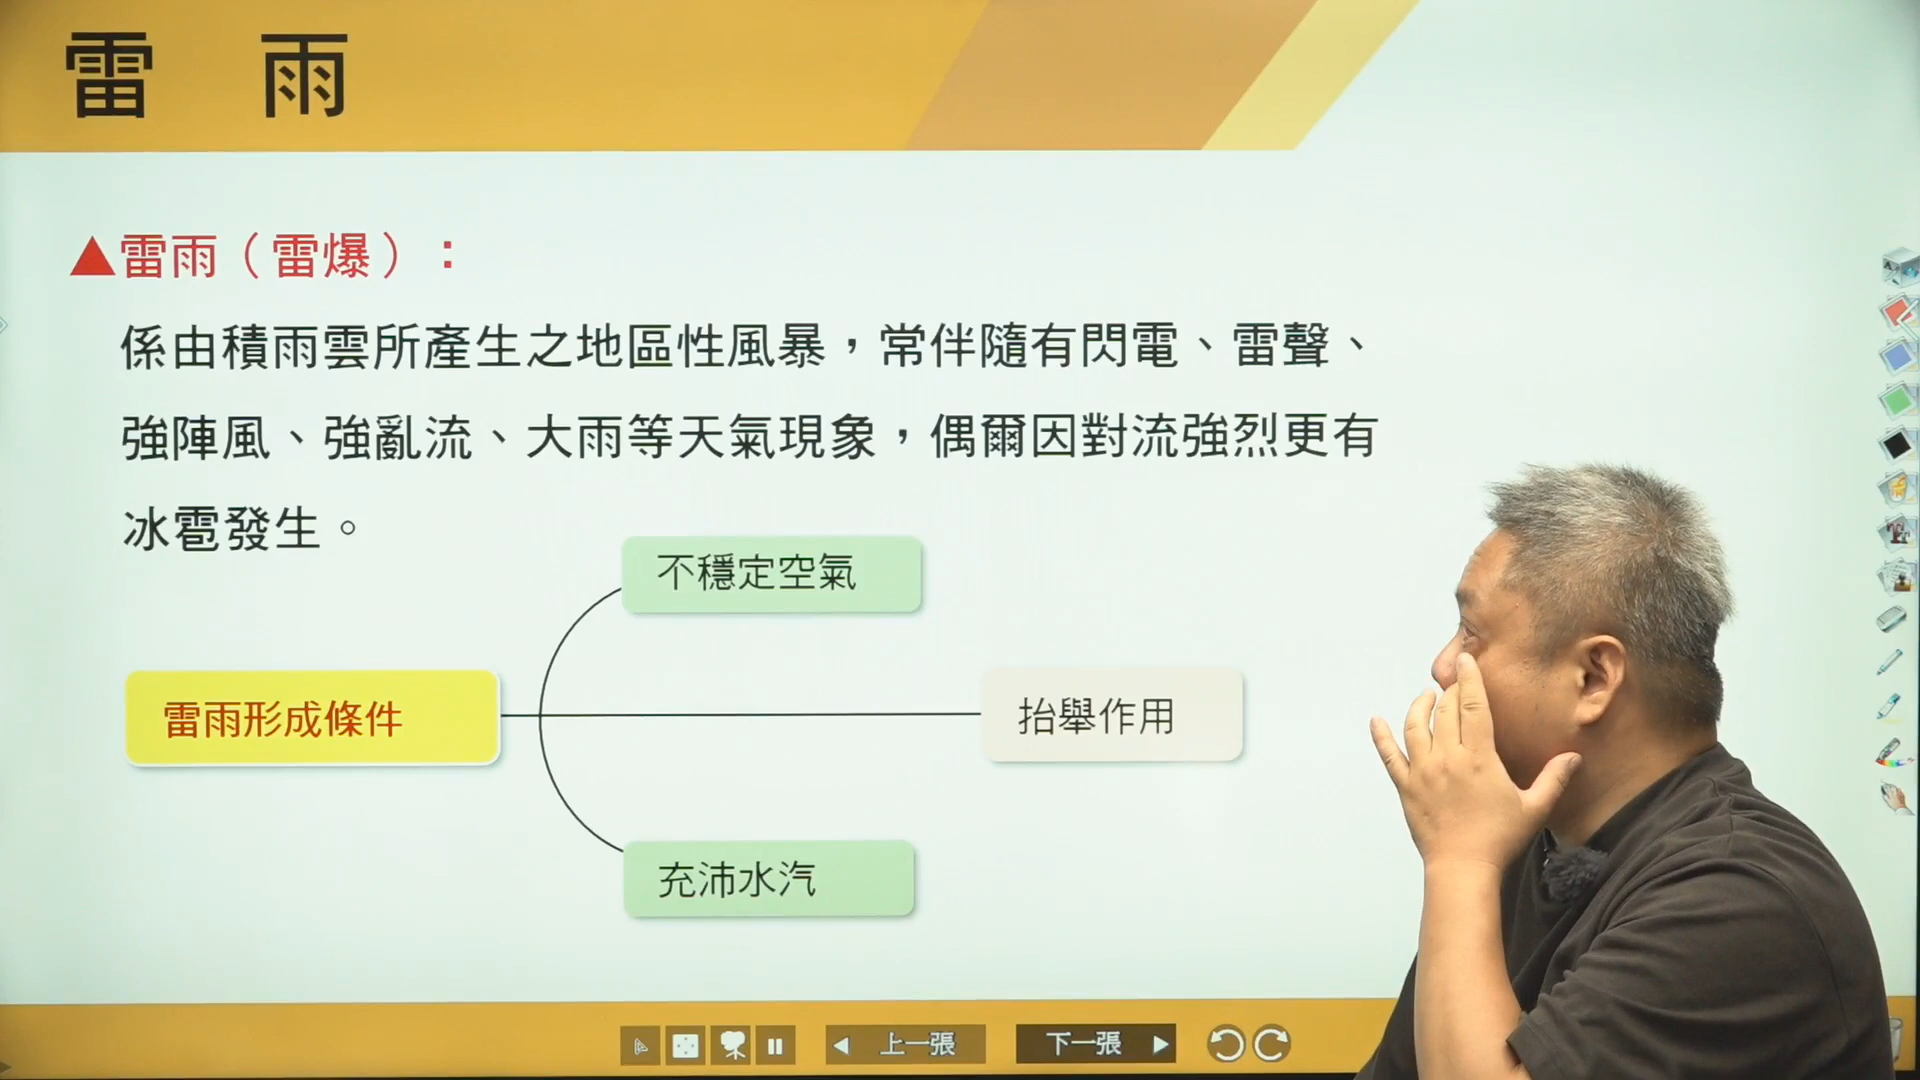 雷 雨
▲雷雨（雷爆）：
係由積雨雲所產生之地區性風暴，常伴隨有閃電、雷聲、
強陣風、強亂流、大雨等天氣現象，偶爾因對流強烈更有
冰雹發生。
不穩定空氣
雷雨形成條件
抬舉作用
充沛水汽
上一張
下一張